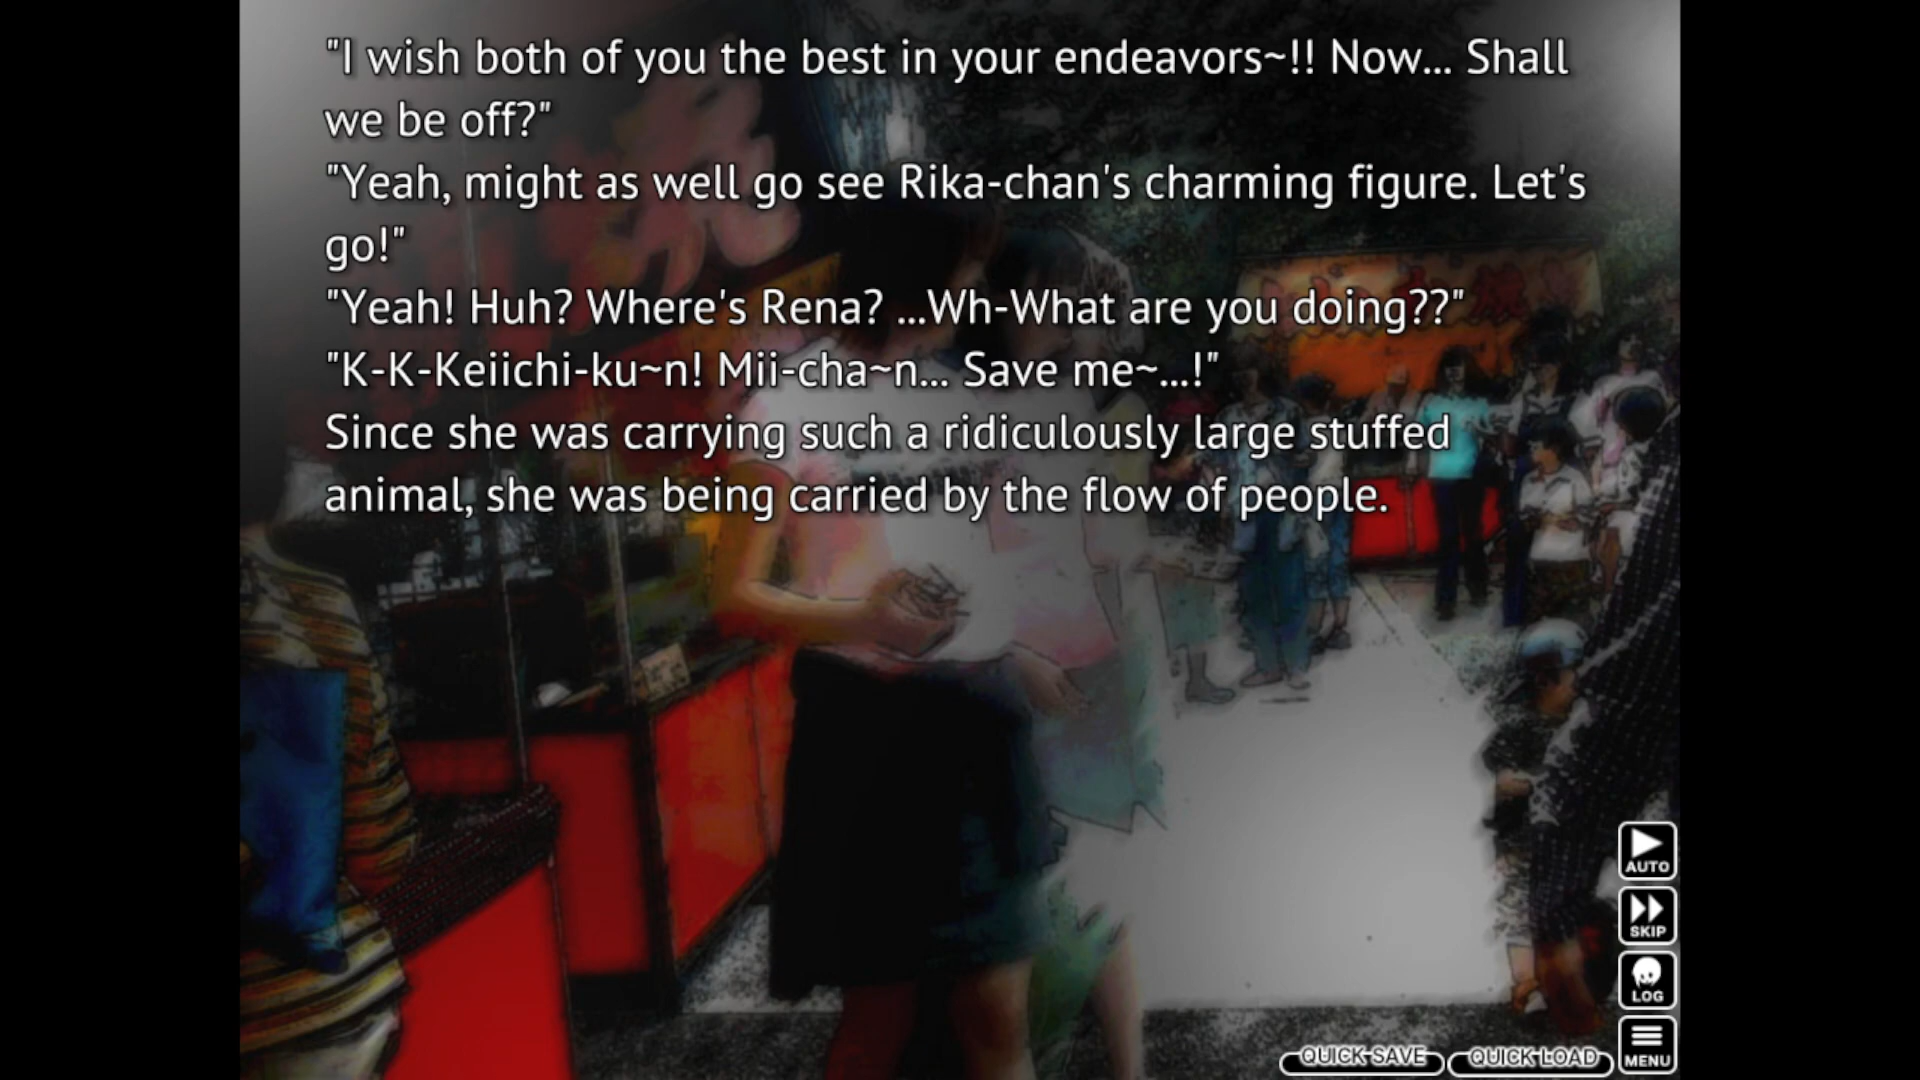 "I wish both of you the best in your endeavors~!! Now... Shall
we be off?"
"Yeah, might as well go see Rika-chan's charming figure. Let's
go!"
"Yeah! Huh? Where's Rena? ...Wh-What are you doing??"
"K-K-Keiichi-ku~n! Mii-cha~n... Save me~...!"
Since she was carrying such a ridiculously large stuffed
animal, she was being carried by the flow of people.
AUTO
SKIP
LOG
MENU
QUICK SAVE
QUICK LOAD